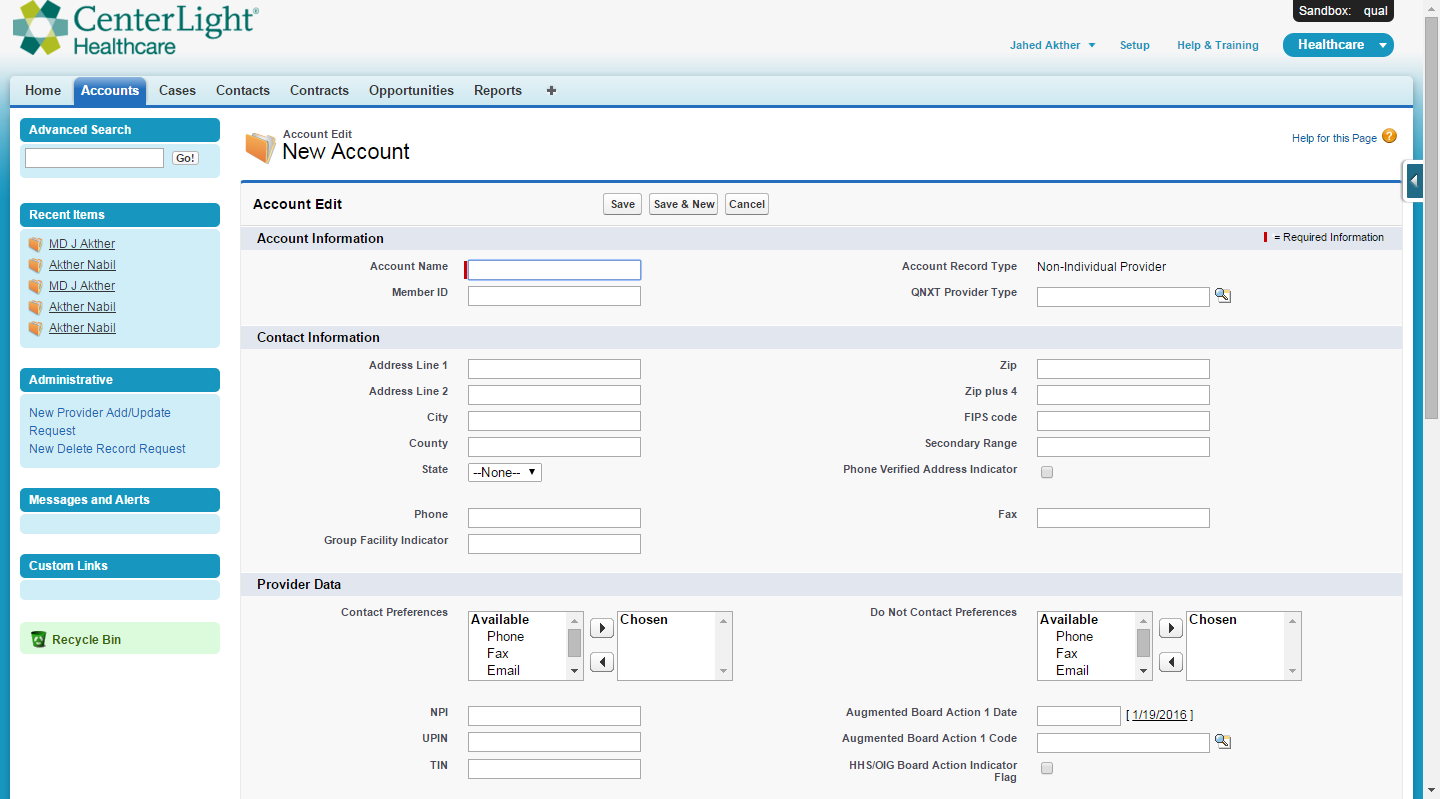 CenterLight®
Healthcare
Sandbox: qual
Jahed Akther Setup Help & Training Healthcare
Home Accounts Cases Contacts Contracts Opportunities Reports +
Advanced Search
Go!
Recent Items
MD J Akther
Akther Nabil
MD J Akther
Akther Nabil
Akther Nabil
Administrative
New Provider Add/Update
Request
New Delete Record Request
Messages and Alerts
Custom Links
Recycle Bin
Account Edit
New Account
Help for this Page ?
Account Edit Save Save & New Cancel
Account Information = Required Information
Account Name Account Record Type Non-Individual Provider
Member ID QNXT Provider Type
Contact Information
Address Line 1 Zip
Address Line 2 Zip plus 4
City FIPS code
County Secondary Range
State --None-- Phone Verified Address Indicator
Phone Fax
Group Facility Indicator
Provider Data
Contact Preferences Available Chosen Do Not Contact Preferences Available Chosen
Phone Phone
Fax Fax
Email Email
NPI Augmented Board Action 1 Date [ 1/19/2016 ]
UPIN Augmented Board Action 1 Code
TIN HHS/OIG Board Action Indicator
Flag